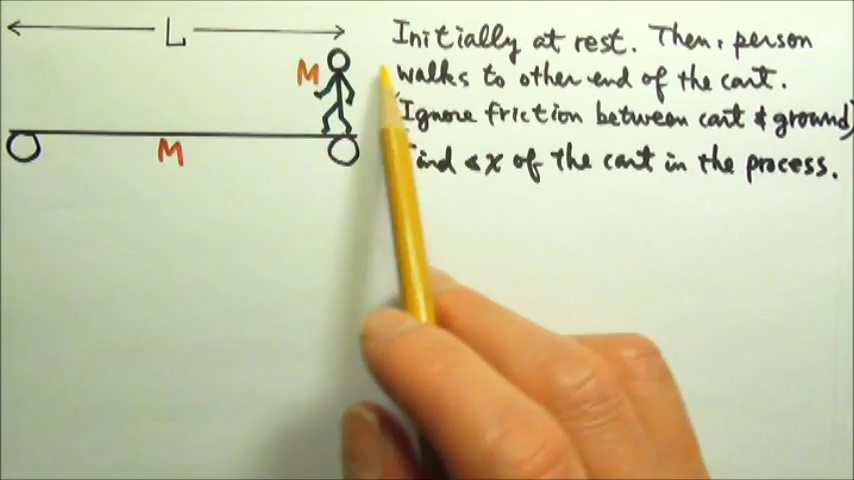 L
Initially at rest. Then, person
M
walks to other end of the cart.
(Ignore friction between cart & ground)
M
Find Δx of the cart in the process.